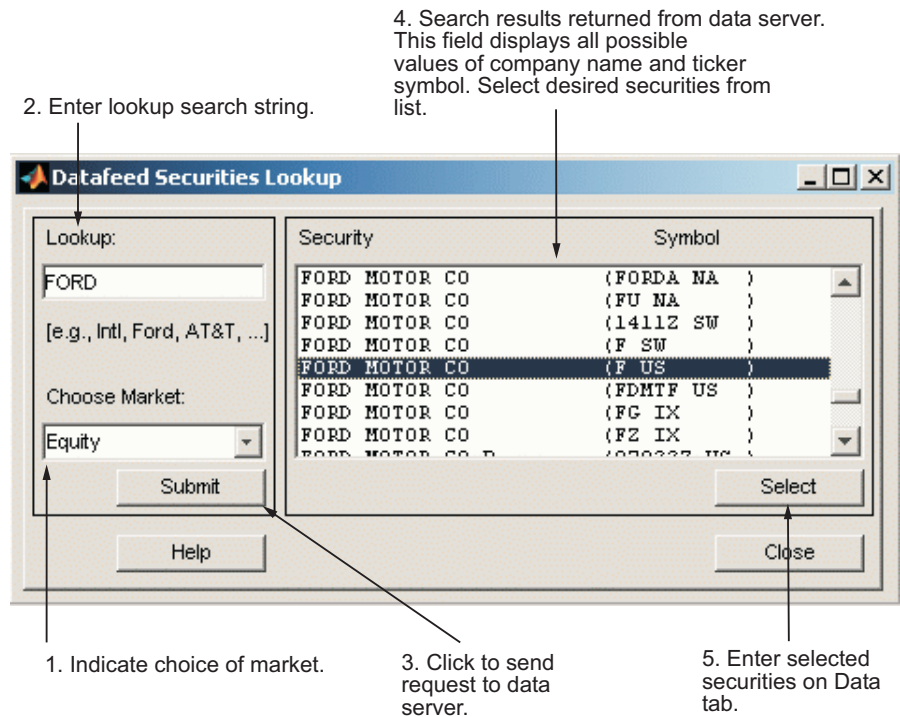 4. Search results returned from data server.
This field displays all possible
values of company name and ticker
symbol. Select desired securities from
list.
2. Enter lookup search string.
Datafeed Securities Lookup
Lookup:
FORD
[e.g., Intl, Ford, AT&T, ...]
Choose Market:
Equity
Submit
Help
Security Symbol
FORD MOTOR CO (FORDA NA )
FORD MOTOR CO (FU NA )
FORD MOTOR CO (1411Z SW )
FORD MOTOR CO (F SW )
FORD MOTOR CO (F US )
FORD MOTOR CO (FDMTF US )
FORD MOTOR CO (FG IX )
FORD MOTOR CO (FZ IX )
FORD MOTOR CO
Select
Close
1. Indicate choice of market.
3. Click to send
request to data
server.
5. Enter selected
securities on Data
tab.